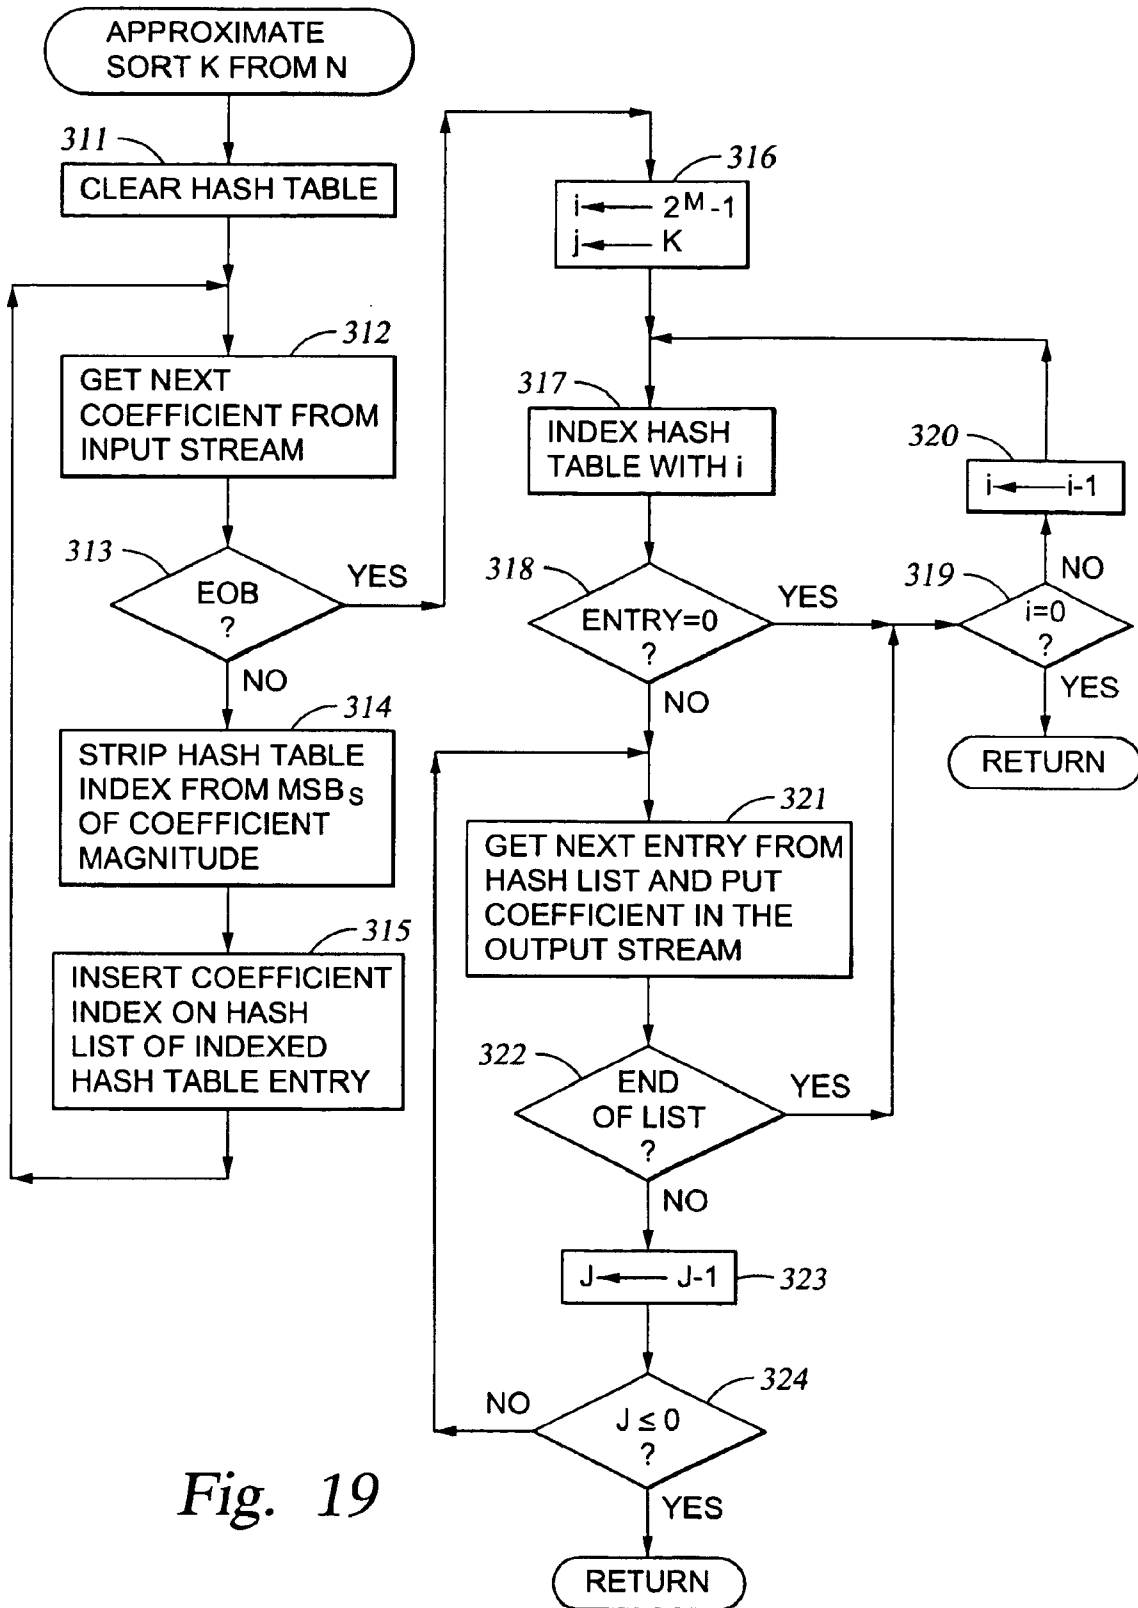 APPROXIMATE
SORT K FROM N
311
CLEAR HASH TABLE
312
GET NEXT
COEFFICIENT FROM
INPUT STREAM
313
EOB
?
YES
NO
314
STRIP HASH TABLE
INDEX FROM MSBS
OF COEFFICIENT
MAGNITUDE
315
INSERT COEFFICIENT
INDEX ON HASH
LIST OF INDEXED
HASH TABLE ENTRY
316
i ← 2^M-1
j ← K
317
INDEX HASH
TABLE WITH i
318
ENTRY=0
?
YES
NO
319
i=0
?
NO
YES
320
i ← i-1
RETURN
321
GET NEXT ENTRY FROM
HASH LIST AND PUT
COEFFICIENT IN THE
OUTPUT STREAM
322
END
OF LIST
?
YES
NO
J ← J-1
323
324
J ≤ 0
?
NO
YES
RETURN
Fig. 19